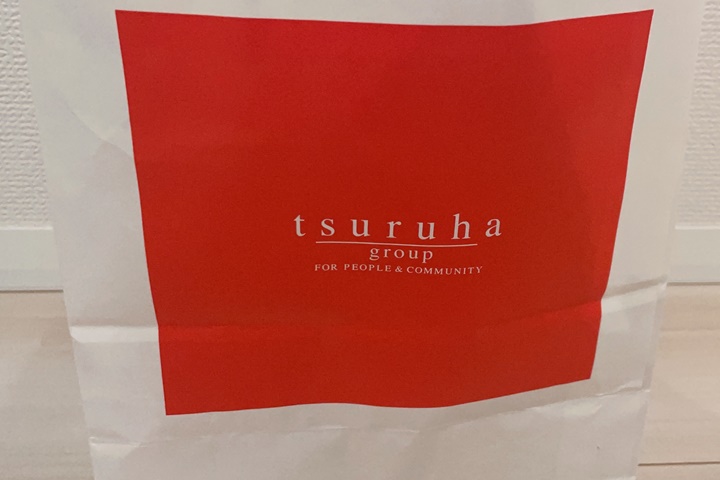 tsuruha
group
FOR PEOPLE & COMMUNITY